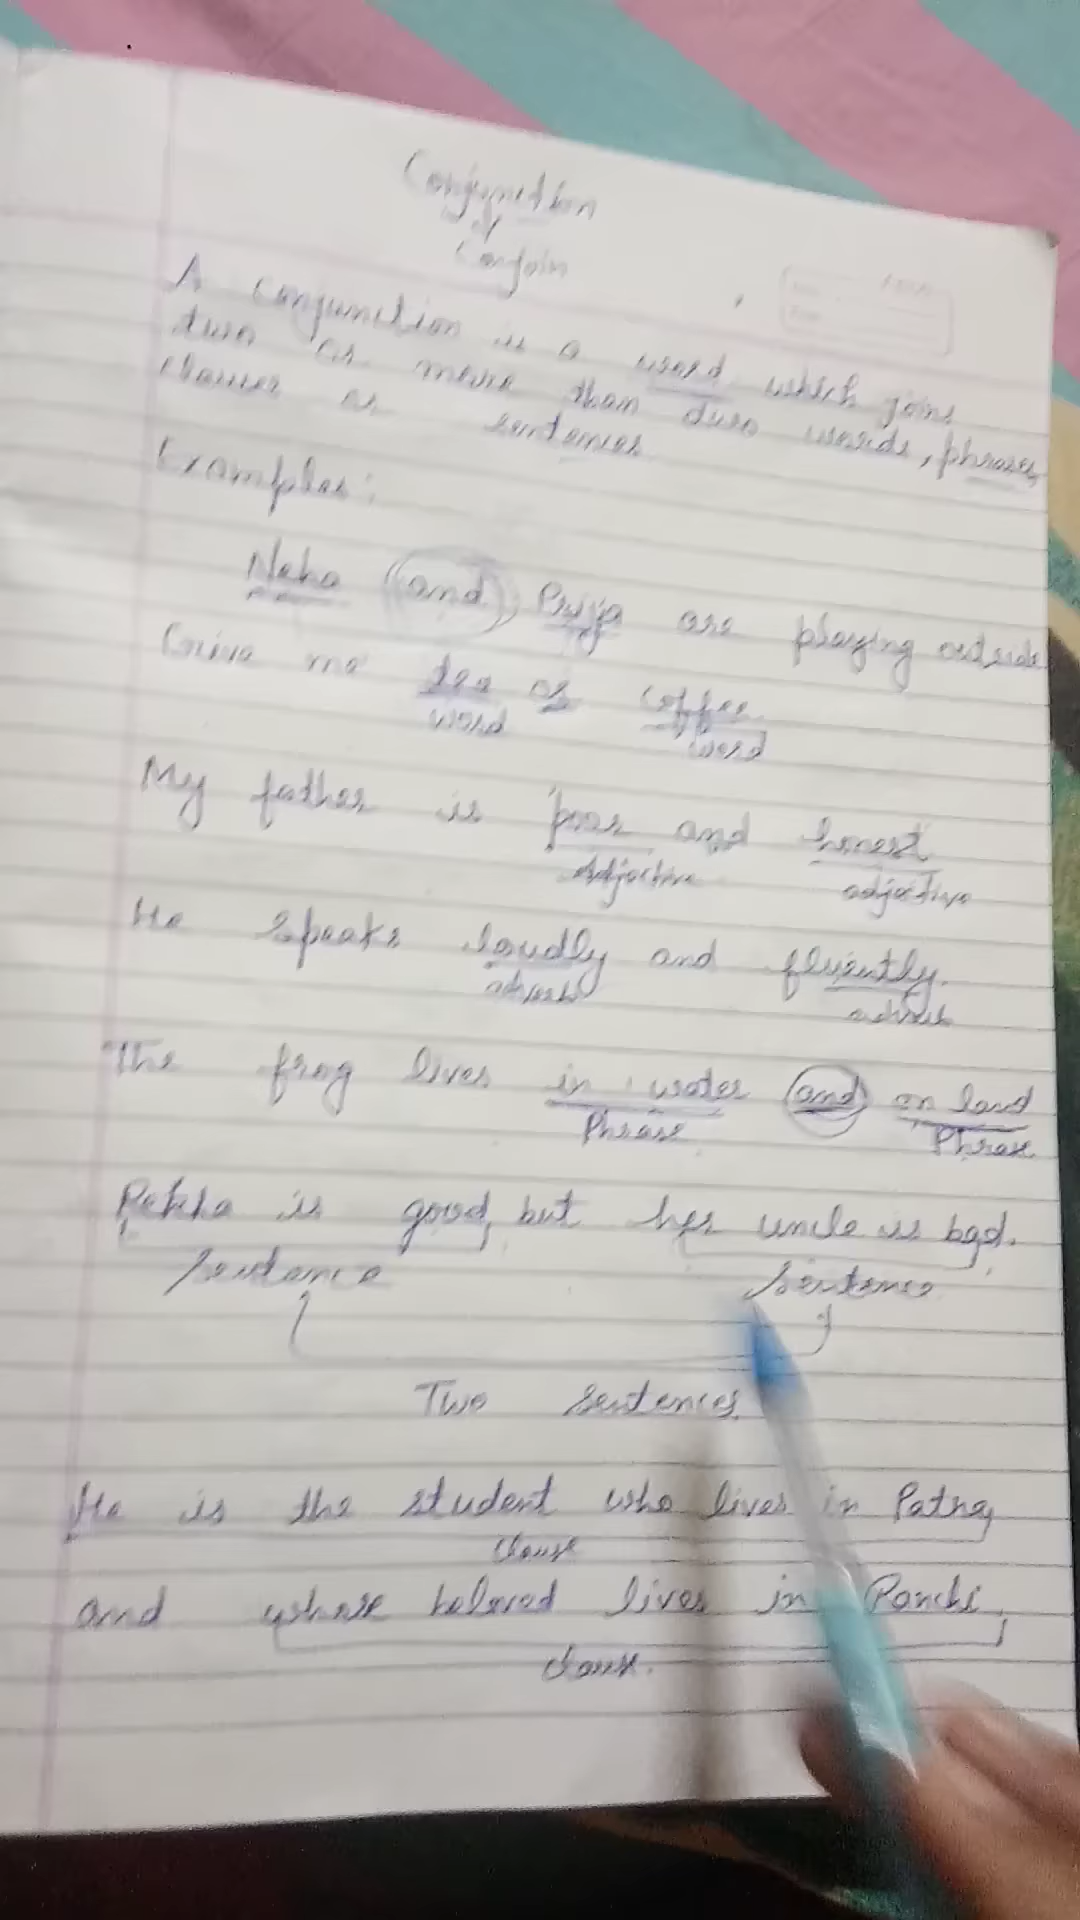 Conjunction
Conjoin
A conjunction is a word which joins
two or more than two words, phrases,
clauses or sentences
Examples:
Neha and Priya are playing outside
Give me tea or coffee.
word word
My father is poor and honest
Adjective adjective
He speaks loudly and fluently.
adverb adverb
The frog lives in water and on land
Phrase Phrase
Rekha is good, but her uncle is bad.
Sentence Sentence
Two Sentences
He is the student who lives in Patna,
clause
and whose beloved lives in Ranchi,
clause.